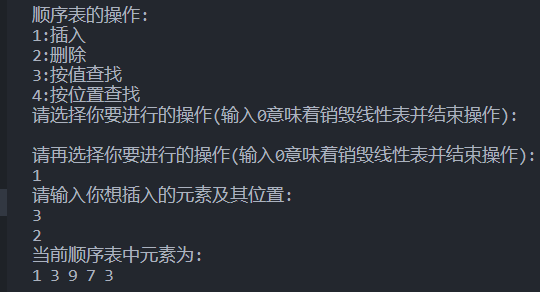 顺序表的操作:
1:插入
2:删除
3:按值查找
4:按位置查找
请选择你要进行的操作(输入0意味着销毁线性表并结束操作):
请再选择你要进行的操作(输入0意味着销毁线性表并结束操作):
1
请输入你想插入的元素及其位置:
3
2
当前顺序表中元素为:
1 3 9 7 3